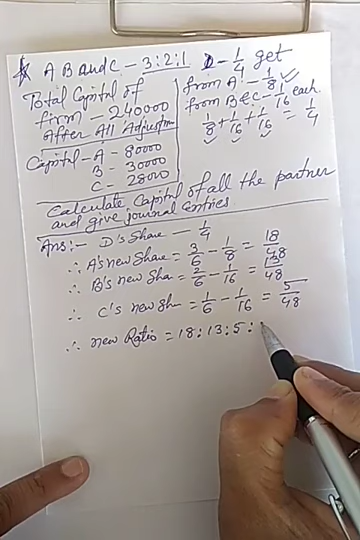 * A B and C - 3:2:1 D - 1/4 get
Total Capital of
firm - 240000
After All Adjustm
Capital - A - 80000
B - 30000
C - 28000
from A - 1/8 ✓
from B & C - 1/16 each.
1/8 + 1/16 + 1/16 = 1/4
Calculate Capital of all the partner
and give journal Entries
Ans:- D's Share - 1/4
∴ A's new Share = 3/6 - 1/8 = 18/48
∴ B's new Sha = 2/6 - 1/16 = 13/48
∴ C's new Sh = 1/6 - 1/16 = 5/48
∴ new Ratio = 18:13:5: